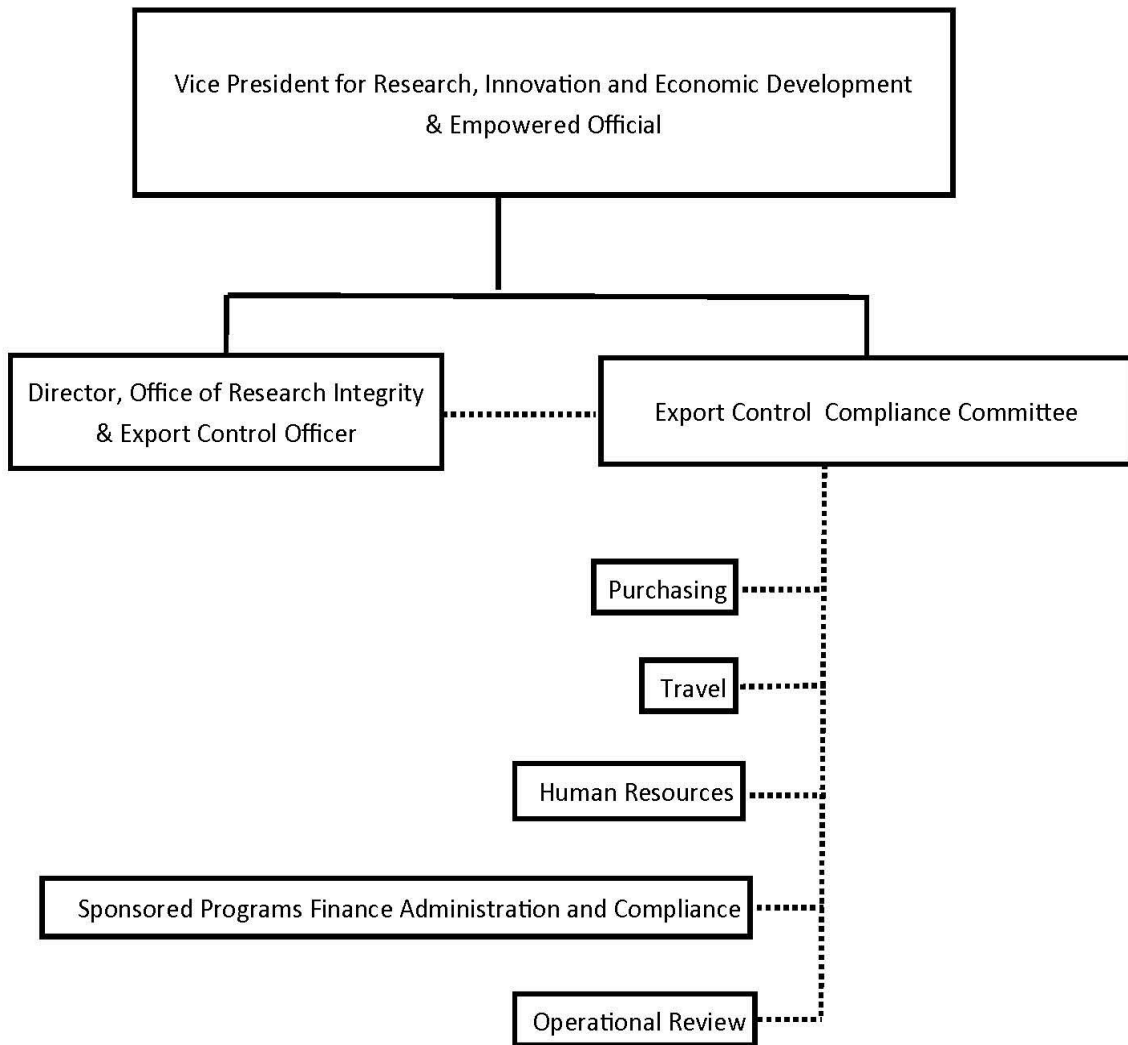 Vice President for Research, Innovation and Economic Development
& Empowered Official
Director, Office of Research Integrity
& Export Control Officer
Export Control  Compliance Committee
Purchasing
Travel
Human Resources
Sponsored Programs Finance Administration and Compliance
Operational Review